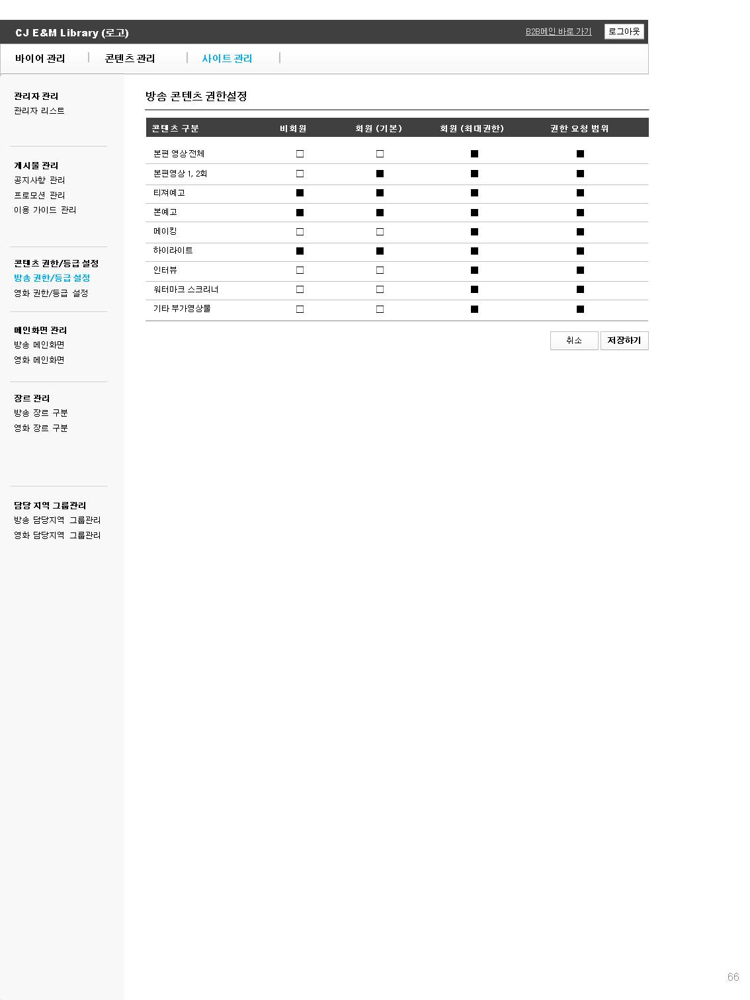 CJ E&M Library (로고)
B2B메인 바로 가기
로그아웃
바이어 관리
콘텐츠 관리
사이트 관리
관리자 관리
관리자 리스트
게시물 관리
공지사항 관리
프로모션 관리
이용 가이드 관리
콘텐츠 권한/등급 설정
방송 권한/등급 설정
영화 권한/등급 설정
메인화면 관리
방송 메인화면
영화 메인화면
장르 관리
방송 장르 구분
영화 장르 구분
담당 지역 그룹관리
방송 담당지역 그룹관리
영화 담당지역 그룹관리
방송 콘텐츠 권한설정
콘텐츠 구분 비회원 회원 (기본) 회원 (최대권한) 권한 요청 범위
본편 영상 전체 □ □ ■ ■
본편영상 1, 2회 □ ■ ■ ■
티져예고 ■ ■ ■ ■
본예고 ■ ■ ■ ■
메이킹 □ □ ■ ■
하이라이트 ■ ■ ■ ■
인터뷰 □ □ ■ ■
워터마크 스크리너 □ □ ■ ■
기타 부가영상물 □ □ ■ ■
취소
저장하기
66